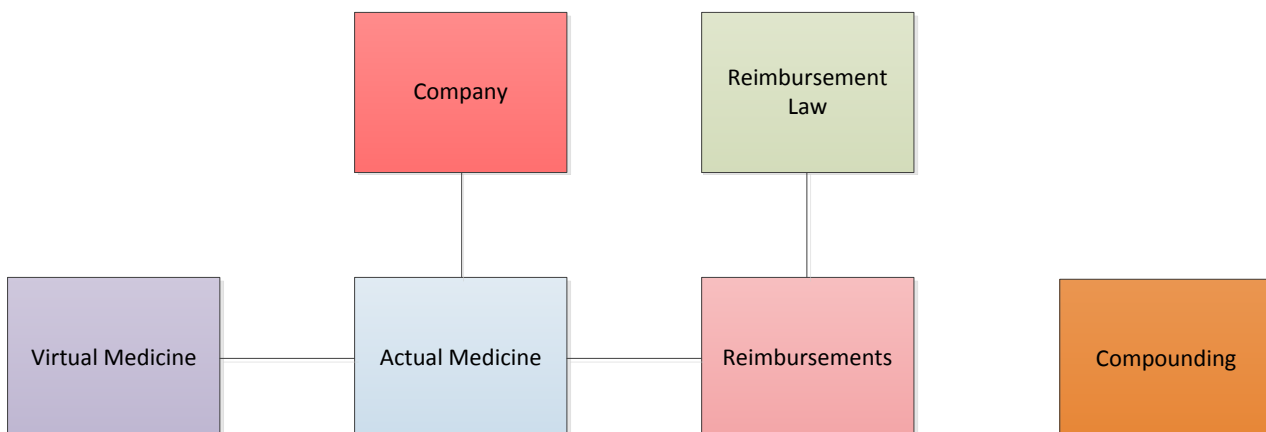 Company
Reimbursement
Law
Virtual Medicine
Actual Medicine
Reimbursements
Compounding